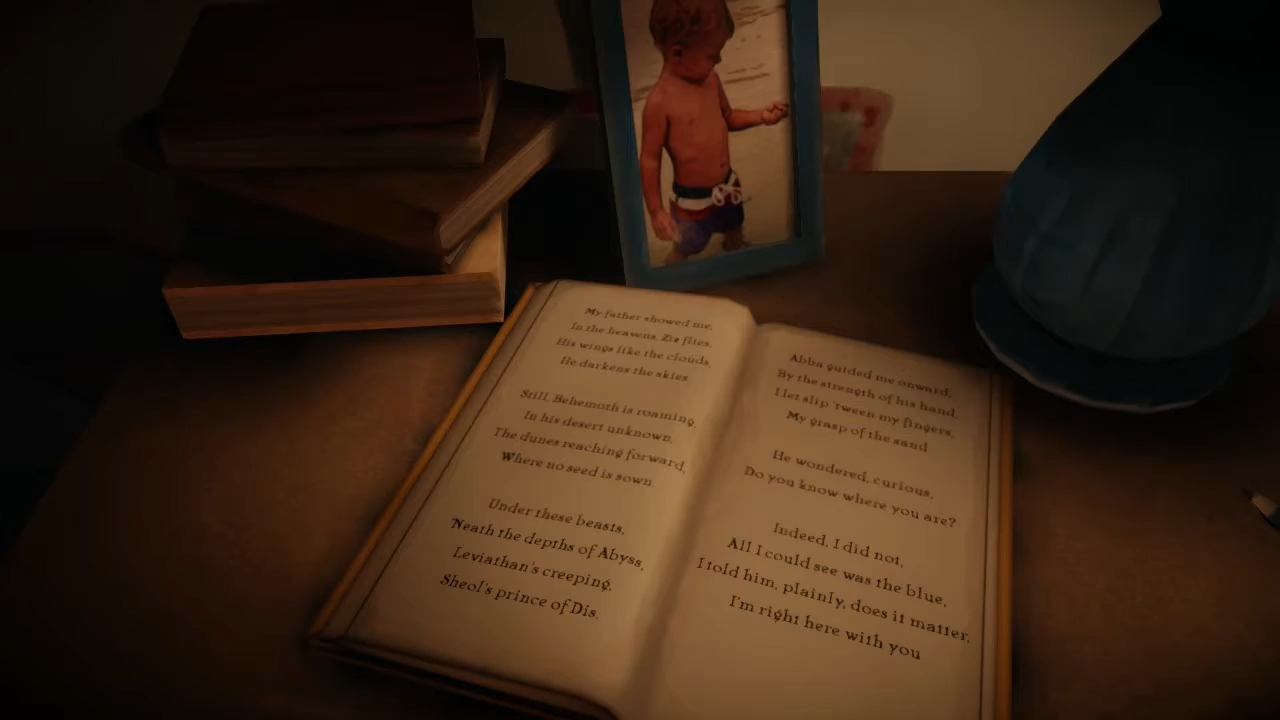 My father showed me,
In the heavens, Ziz flies,
His wings like the clouds,
He darkens the skies.
Still, Behemoth is roaming,
In his desert unknown,
The dunes reaching forward,
Where no seed is sown.
Under these beasts,
'Neath the depths of Abyss,
Leviathan's creeping,
Sheol's prince of Dis.
Abba guided me onward,
By the strength of his hand,
I let slip 'tween my fingers,
My grasp of the sand
He wondered, curious,
Do you know where you are?
Indeed, I did not,
All I could see was the blue,
I told him, plainly, does it matter,
I'm right here with you